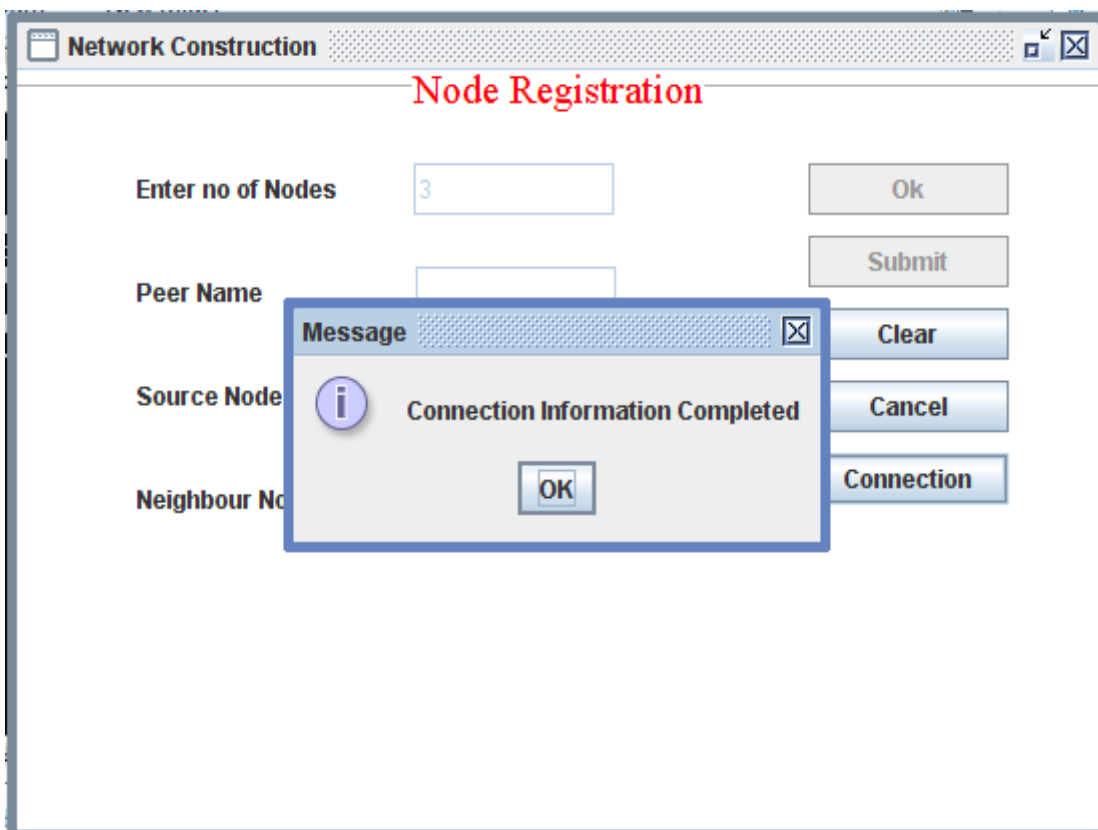 Network Construction
Node Registration
Enter no of Nodes
3
Ok
Submit
Peer Name
Message
Clear
Source Node
Connection Information Completed
Cancel
OK
Connection
Neighbour